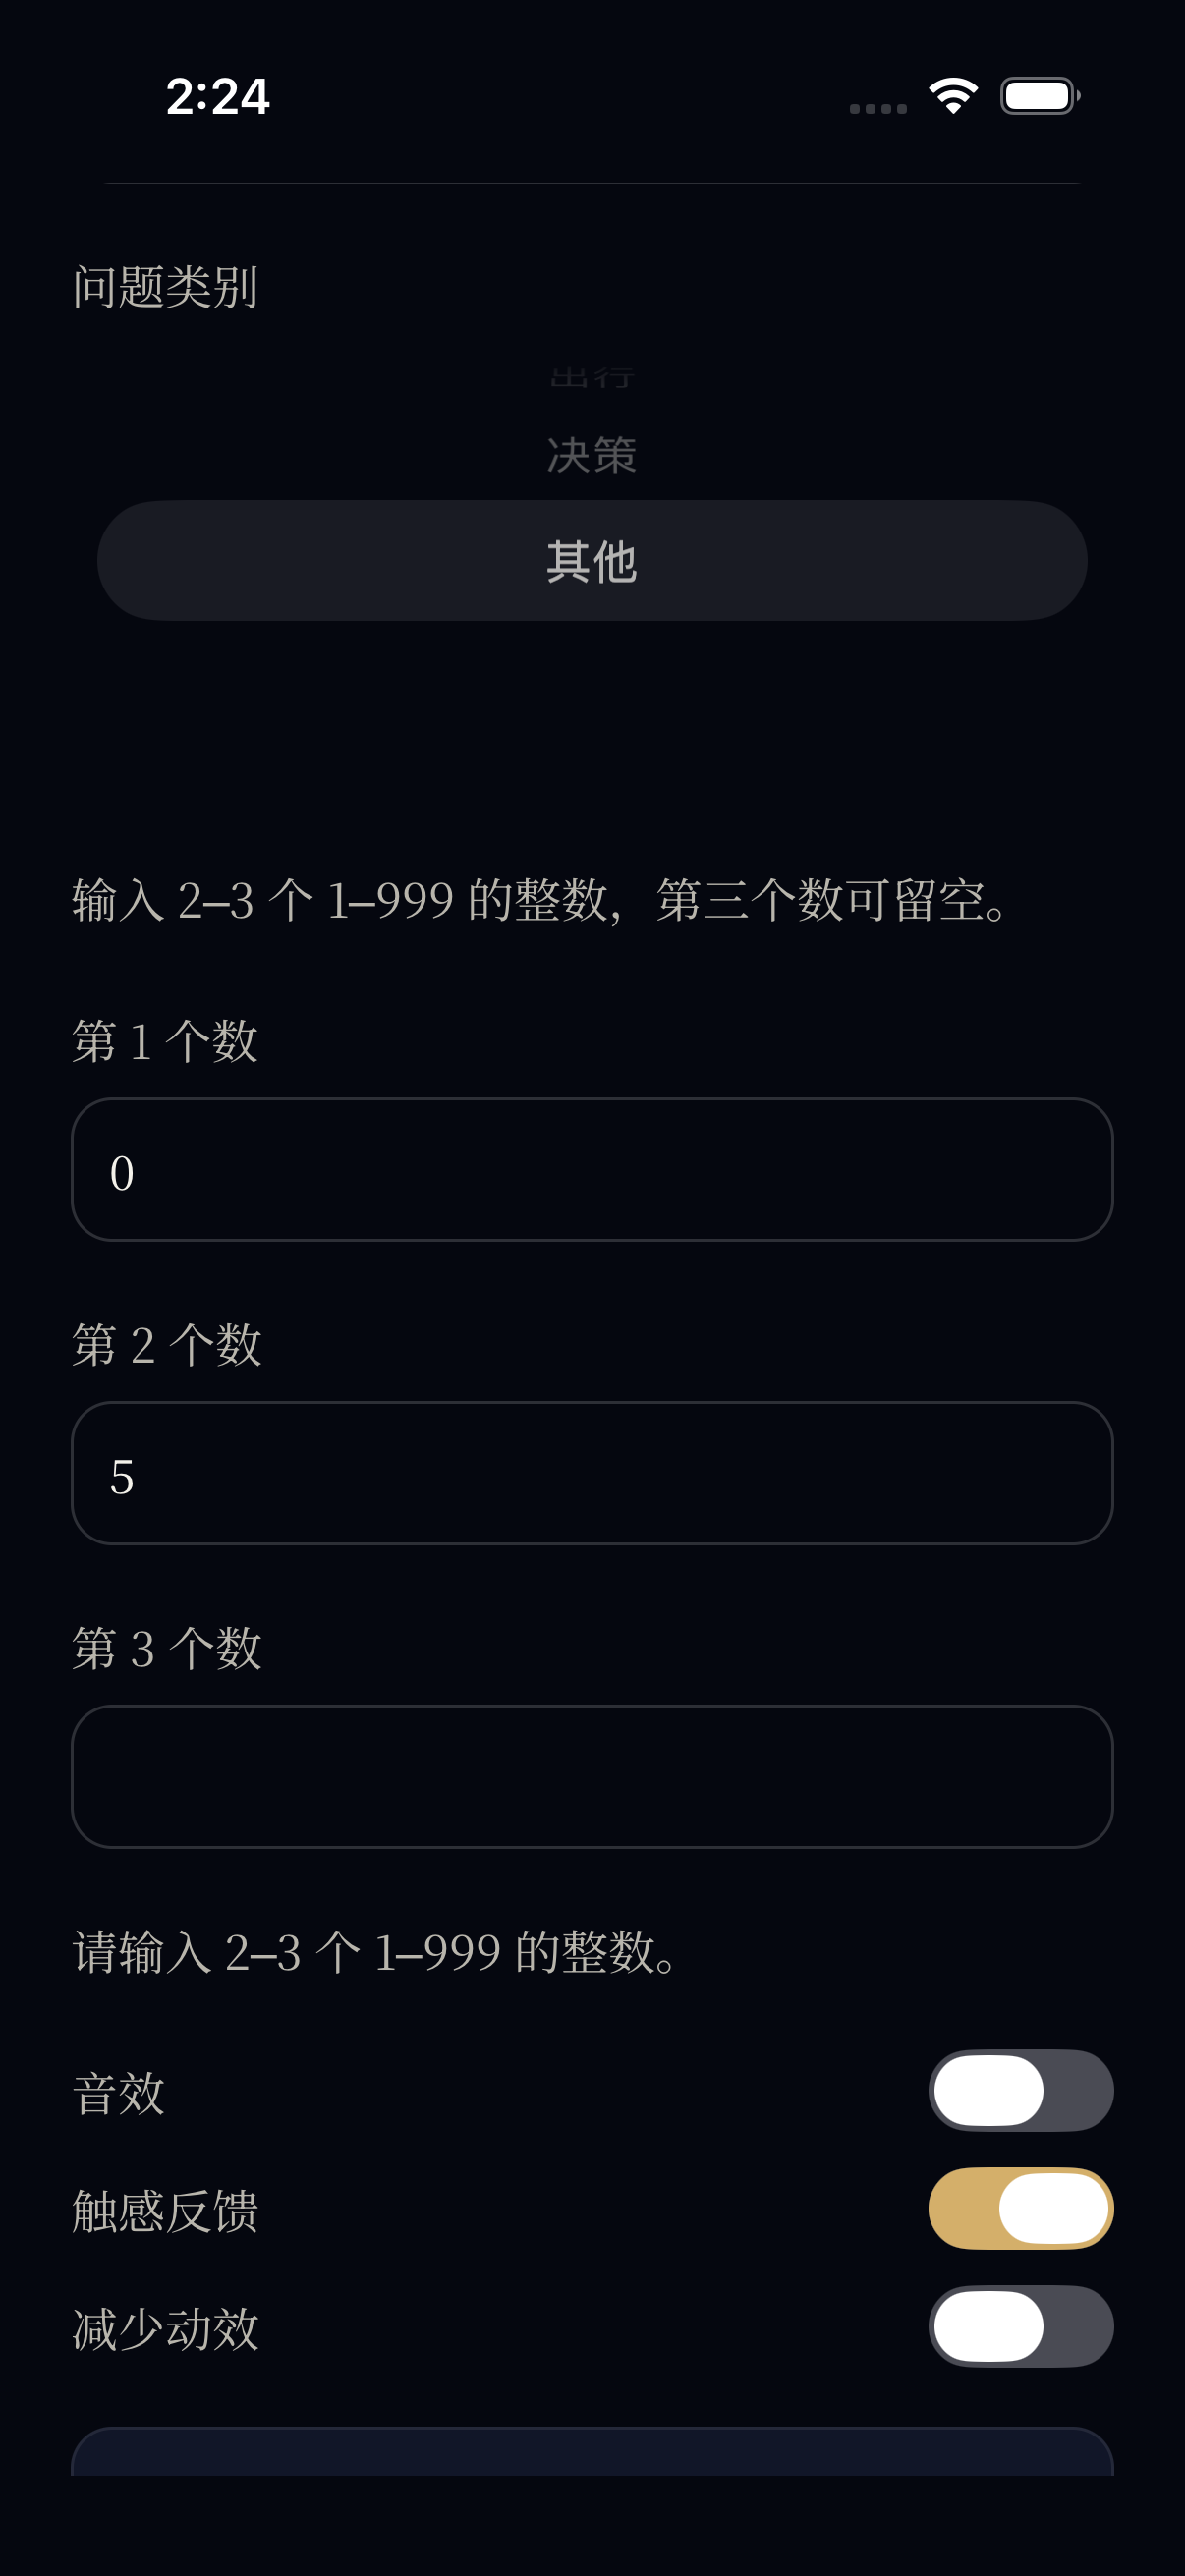 2:24
问题类别
出行
决策
其他
输入 2–3 个 1–999 的整数，第三个数可留空。
第 1 个数
0
第 2 个数
5
第 3 个数
请输入 2–3 个 1–999 的整数。
音效
触感反馈
减少动效